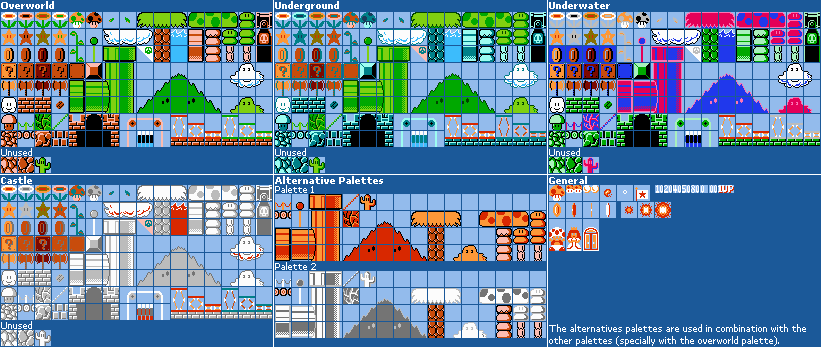 Overworld
Underground
Underwater
Unused
Unused
Unused
Castle
Alternative Palettes
General
Palette 1
Palette 2
Unused
The alternatives palettes are used in combination with the
other palettes (specially with the overworld palette).